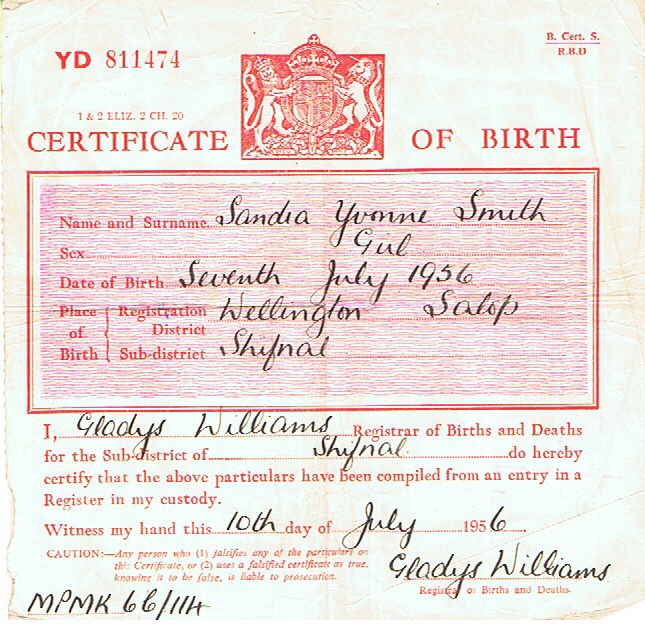 YD 811474
B. Cert. S.
R.B.D
1 & 2 ELIZ. 2 CH. 20
CERTIFICATE OF BIRTH
Name and Surname Sandra Yvonne Smith
Sex Girl
Date of Birth Seventh July 1956
Place of Birth { Registration District Wellington Salop
Sub-district Shifnal
I, Gladys Williams Registrar of Births and Deaths
for the Sub-district of Shifnal do hereby
certify that the above particulars have been compiled from an entry in a
Register in my custody.
Witness my hand this 10th day of July 1956
CAUTION:—Any person who (1) falsifies any of the particulars on
this Certificate, or (2) uses a falsified certificate as true,
knowing it to be false, is liable to prosecution.
Gladys Williams
Registrar of Births and Deaths.
MPMK 66/114